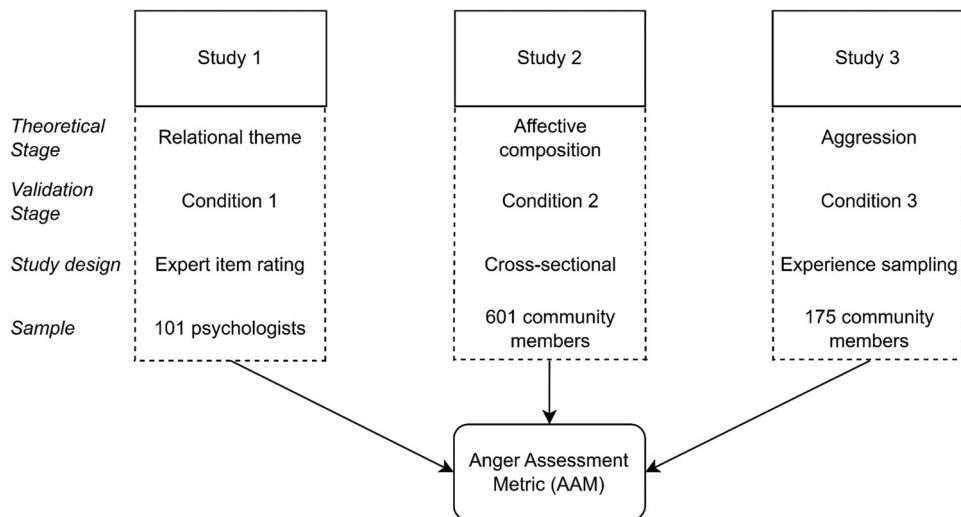 Study 1
Study 2
Study 3
Theoretical
Stage
Relational theme
Affective
composition
Aggression
Validation
Stage
Condition 1
Condition 2
Condition 3
Study design
Expert item rating
Cross-sectional
Experience sampling
Sample
101 psychologists
601 community
members
175 community
members
Anger Assessment
Metric (AAM)